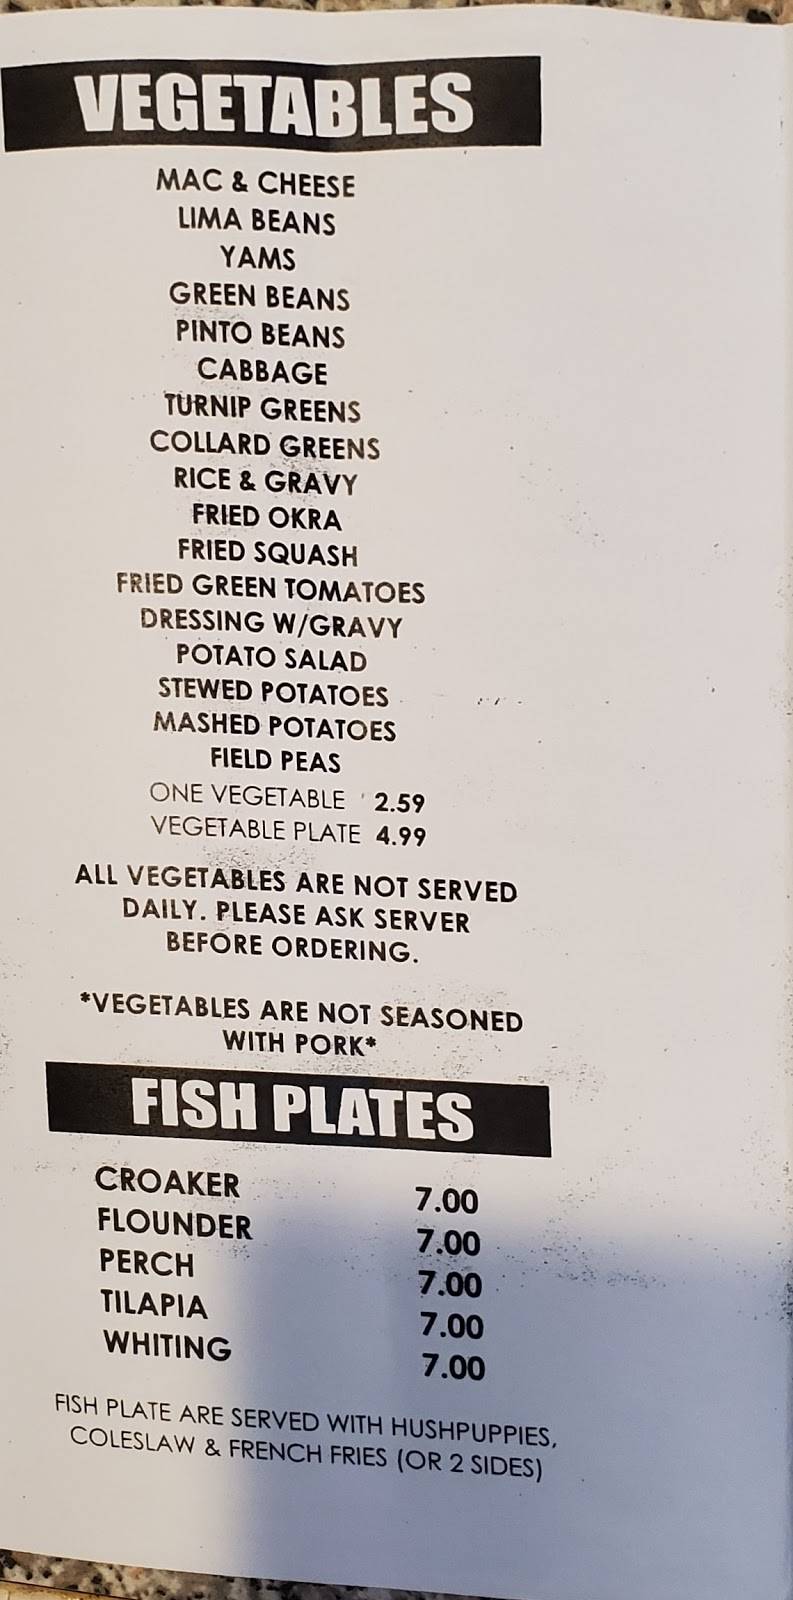 VEGETABLES
MAC & CHEESE
LIMA BEANS
YAMS
GREEN BEANS
PINTO BEANS
CABBAGE
TURNIP GREENS
COLLARD GREENS
RICE & GRAVY
FRIED OKRA
FRIED SQUASH
FRIED GREEN TOMATOES
DRESSING W/GRAVY
POTATO SALAD
STEWED POTATOES
MASHED POTATOES
FIELD PEAS
ONE VEGETABLE 2.59
VEGETABLE PLATE 4.99
ALL VEGETABLES ARE NOT SERVED
DAILY. PLEASE ASK SERVER
BEFORE ORDERING.
*VEGETABLES ARE NOT SEASONED
WITH PORK*
FISH PLATES
CROAKER 7.00
FLOUNDER 7.00
PERCH 7.00
TILAPIA 7.00
WHITING 7.00
FISH PLATE ARE SERVED WITH HUSHPUPPIES,
COLESLAW & FRENCH FRIES (OR 2 SIDES)